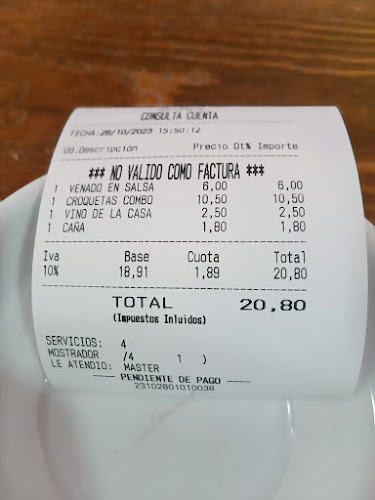 CONSULTA CUENTA
FECHA:28/10/2023 15:50:12
Ud.Descripcion Precio Dt% Importe
*** NO VALIDO COMO FACTURA ***
1 VENADO EN SALSA 6,00 6,00
1 CROQUETAS COMBO 10,50 10,50
1 VINO DE LA CASA 2,50 2,50
1 CAÑA 1,80 1,80
Iva Base Cuota Total
10% 18,91 1,89 20,80
TOTAL 20,80
(Impuestos Inluidos)
SERVICIOS: 4
MOSTRADOR /4 1 )
LE ATENDIO: MASTER
---- PENDIENTE DE PAGO ----
23102801010038